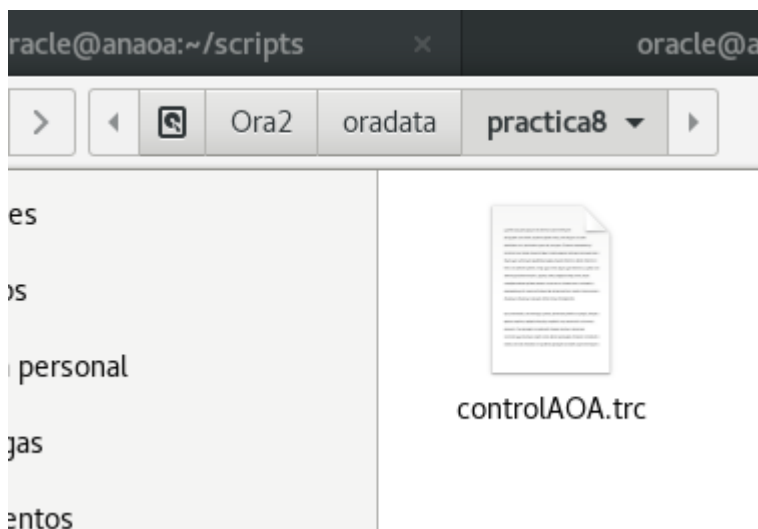 racle@anaoa:~/scripts × oracle@a
Ora2 oradata practica8
es
os
personal
gas
entos
controlAOA.trc